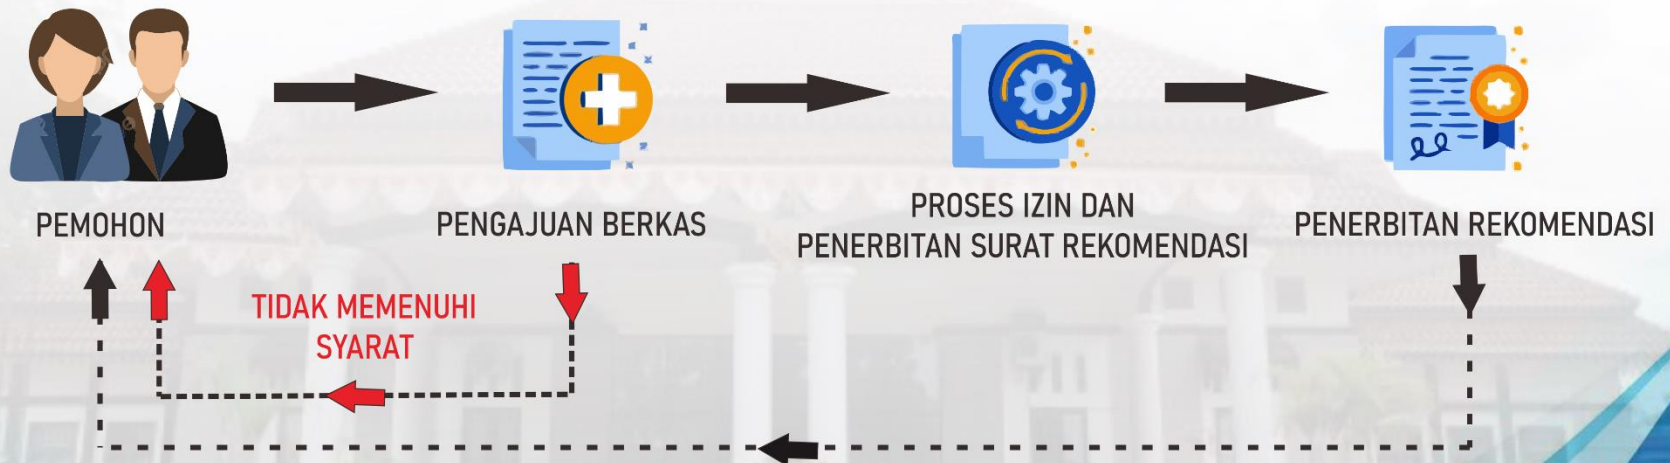 PEMOHON
PENGAJUAN BERKAS
PROSES IZIN DAN
PENERBITAN SURAT REKOMENDASI
PENERBITAN REKOMENDASI
TIDAK MEMENUHI
SYARAT